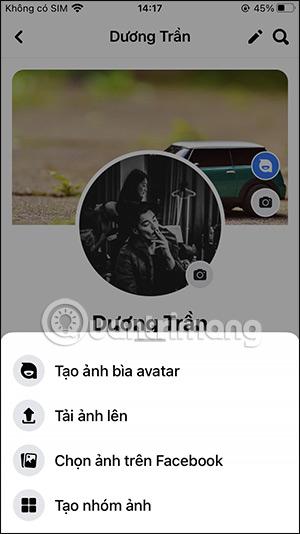 Không có SIM 14:17 45%
Dương Trần
Dương Trần
Quantrimang
Tạo ảnh bìa avatar
Tải ảnh lên
Chọn ảnh trên Facebook
Tạo nhóm ảnh